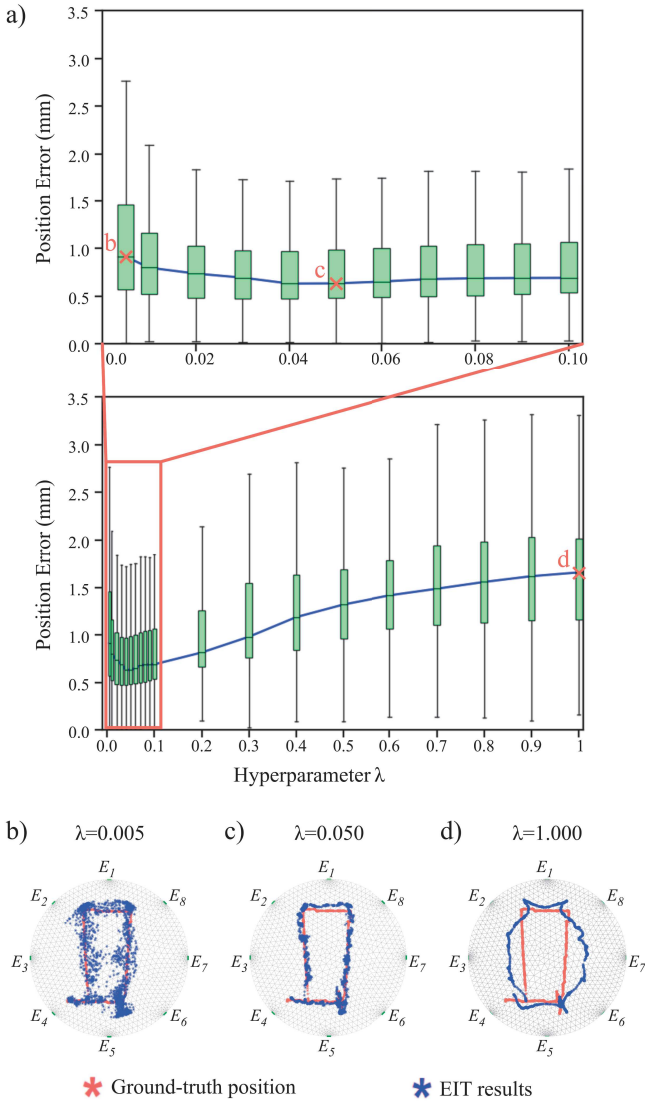 a)
Position Error (mm)
3.5
3.0
2.5
2.0
1.5
1.0
0.5
0.0
b
c
0.0 0.02 0.04 0.06 0.08 0.10
Position Error (mm)
3.5
3.0
2.5
2.0
1.5
1.0
0.5
0.0
d
0.0 0.1 0.2 0.3 0.4 0.5 0.6 0.7 0.8 0.9 1
Hyperparameter λ
b) λ=0.005 c) λ=0.050 d) λ=1.000
E1 E1 E1
E2 E8 E2 E8 E2 E8
E3 E7 E3 E7 E3 E7
E4 E6 E4 E6 E4 E6
E5 E5 E5
Ground-truth position EIT results